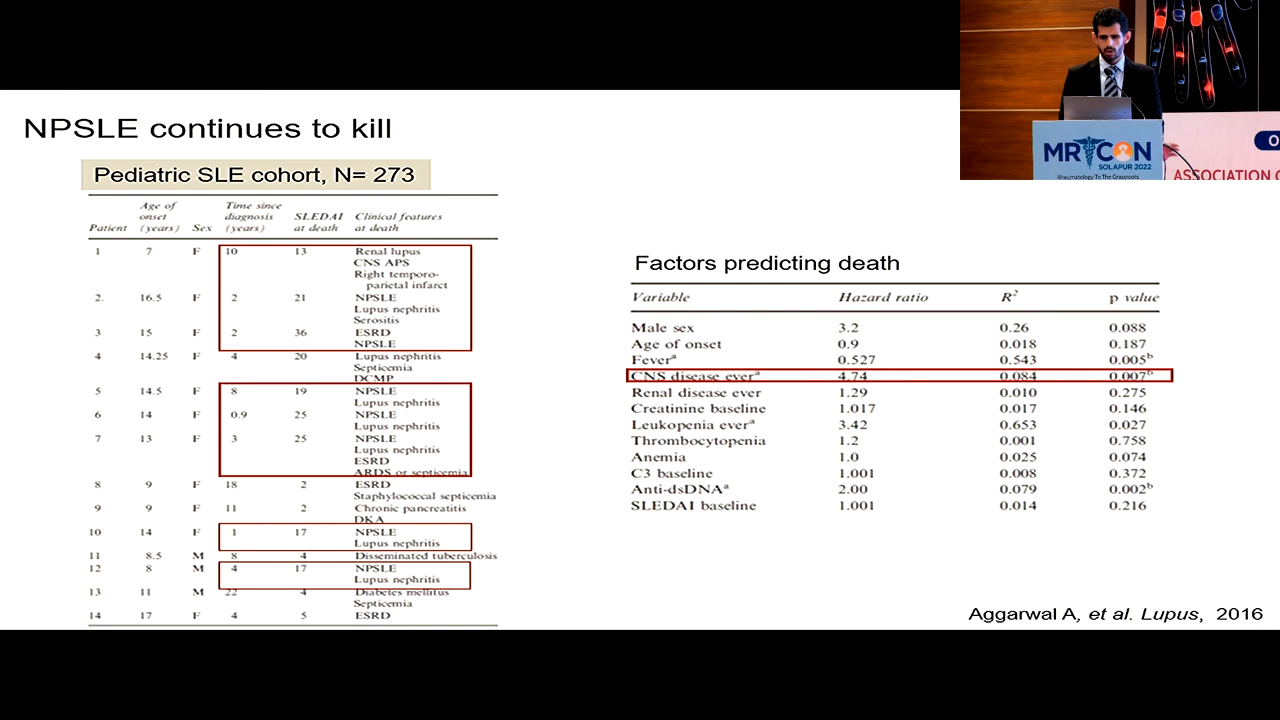 NPSLE continues to kill
Pediatric SLE cohort, N= 273
Patient Age of onset (years) Sex Time since diagnosis (years) SLEDAI at death Clinical features at death
1 7 F 10 13 Renal lupus
CNS APS
Right temporo-
parietal infarct
2. 16.5 F 2 21 NPSLE
Lupus nephritis
Serositis
3 15 F 2 36 ESRD
NPSLE
4 14.25 F 4 20 Lupus nephritis
Septicemia
DCMP
5 14.5 F 8 19 NPSLE
Lupus nephritis
6 14 F 0.9 25 NPSLE
Lupus nephritis
7 13 F 3 25 NPSLE
Lupus nephritis
ESRD
ARDS or septicemia
8 9 F 18 2 ESRD
Staphylococcal septicemia
9 9 F 11 2 Chronic pancreatitis
DKA
10 14 F 1 17 NPSLE
Lupus nephritis
11 8.5 M 8 4 Disseminated tuberculosis
12 8 M 4 17 NPSLE
Lupus nephritis
13 11 M 22 4 Diabetes mellitus
Septicemia
14 17 F 4 5 ESRD
Factors predicting death
Variable Hazard ratio R² p value
Male sex 3.2 0.26 0.088
Age of onset 0.9 0.018 0.187
Feverᵃ 0.527 0.543 0.005ᵇ
CNS disease everᵃ 4.74 0.084 0.007ᵇ
Renal disease ever 1.29 0.010 0.275
Creatinine baseline 1.017 0.017 0.146
Leukopenia everᵃ 3.42 0.653 0.027
Thrombocytopenia 1.2 0.001 0.758
Anemia 1.0 0.025 0.074
C3 baseline 1.001 0.008 0.372
Anti-dsDNAᵃ 2.00 0.079 0.002ᵇ
SLEDAI baseline 1.001 0.014 0.216
Aggarwal A, et al. Lupus, 2016
MRCON
SOLAPUR 2022
Rheumatology To The Grassroots
ASSOCIATION